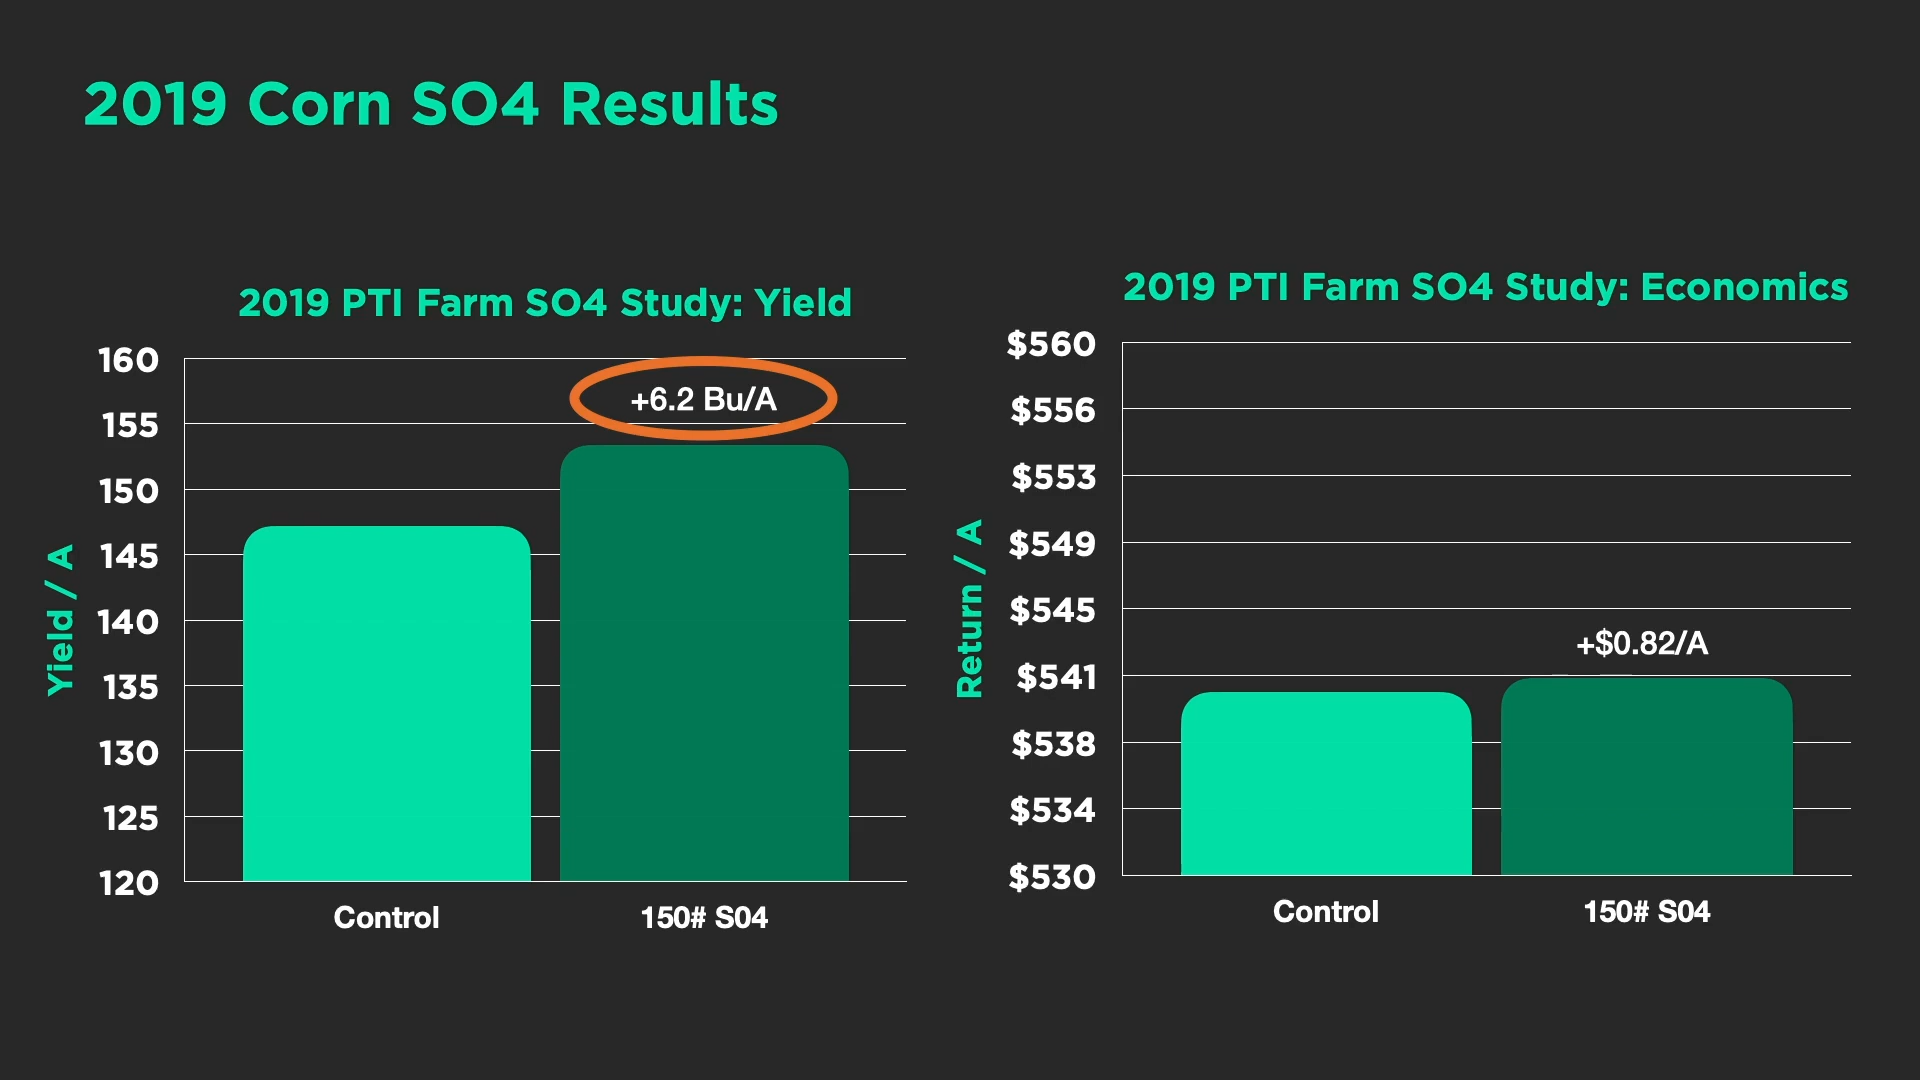 2019 Corn SO4 Results
2019 PTI Farm SO4 Study: Yield
160
155
150
145
140
135
130
125
120
Yield / A
+6.2 Bu/A
Control
150# S04
2019 PTI Farm SO4 Study: Economics
$560
$556
$553
$549
$545
$541
$538
$534
$530
Return / A
+$0.82/A
Control
150# S04